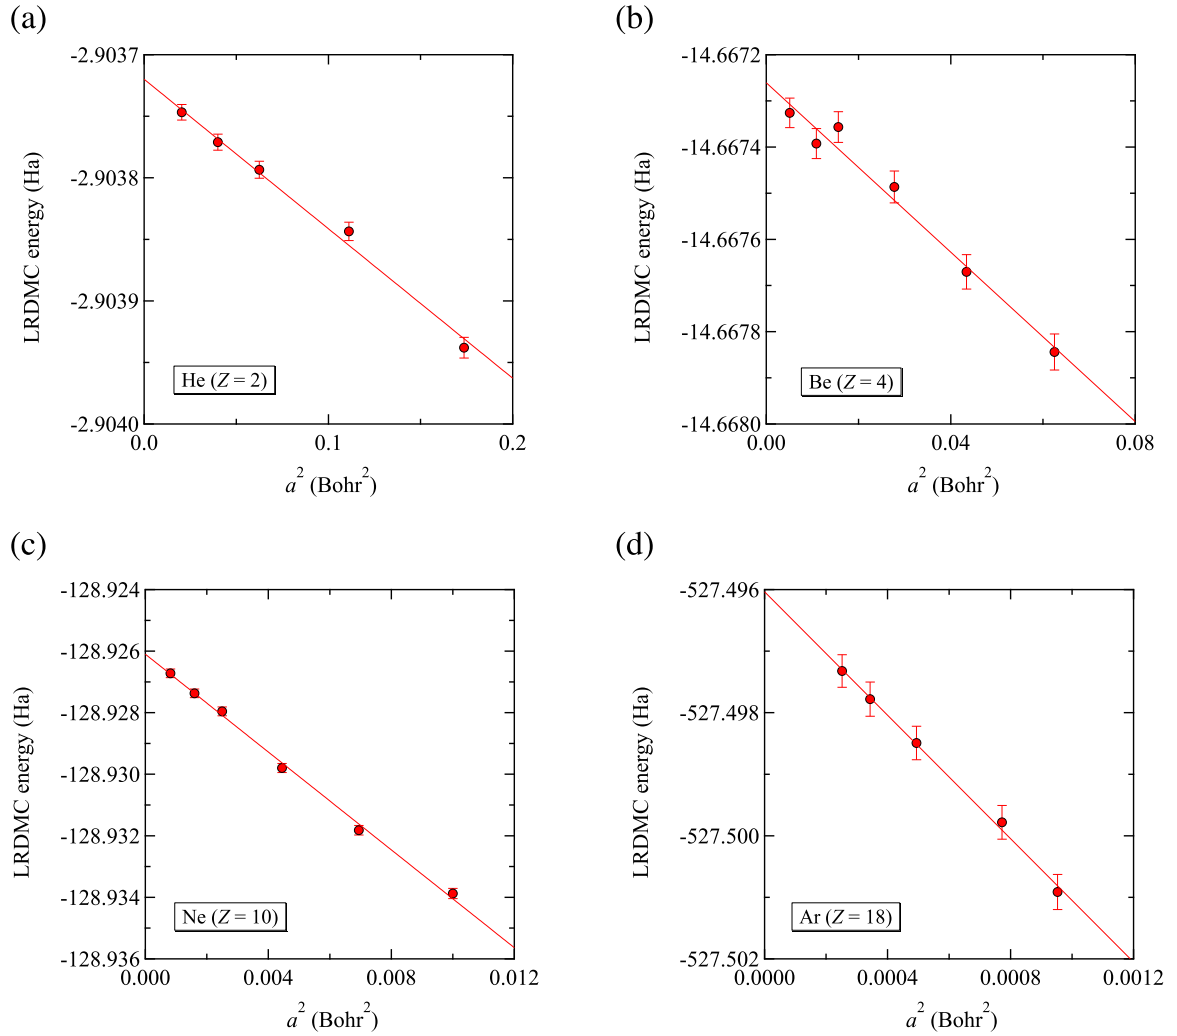 (a)
-2.9037
-2.9038
-2.9039
-2.9040
LRDMC energy (Ha)
He (Z = 2)
0.0
0.1
0.2
a² (Bohr²)
(b)
-14.6672
-14.6674
-14.6676
-14.6678
-14.6680
LRDMC energy (Ha)
Be (Z = 4)
0.00
0.04
0.08
a² (Bohr²)
(c)
-128.924
-128.926
-128.928
-128.930
-128.932
-128.934
-128.936
LRDMC energy (Ha)
Ne (Z = 10)
0.000
0.004
0.008
0.012
a² (Bohr²)
(d)
-527.496
-527.498
-527.500
-527.502
LRDMC energy (Ha)
Ar (Z = 18)
0.0000
0.0004
0.0008
0.0012
a² (Bohr²)